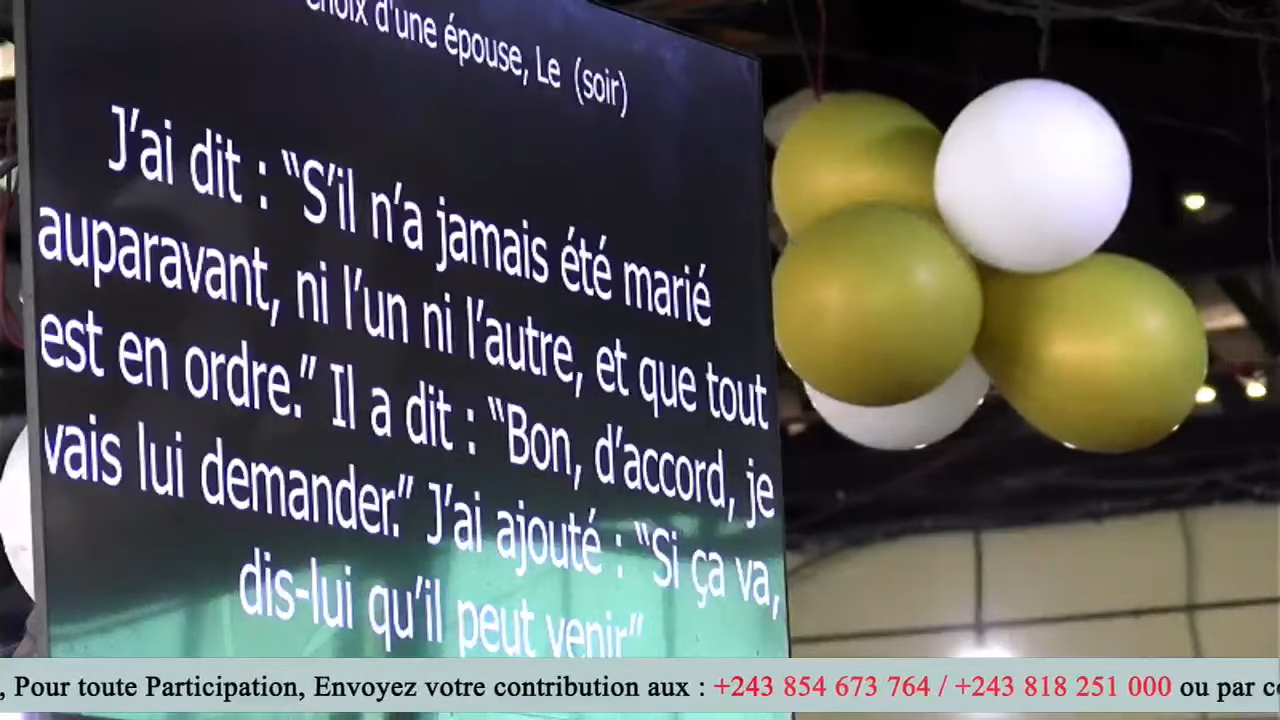 choix d'une épouse, Le (soir)
J'ai dit : “S'il n'a jamais été marié
auparavant, ni l'un ni l'autre, et que tout
est en ordre.” Il a dit : “Bon, d'accord, je
vais lui demander.” J'ai ajouté : “Si ça va,
dis-lui qu'il peut venir”
, Pour toute Participation, Envoyez votre contribution aux : +243 854 673 764 / +243 818 251 000 ou par